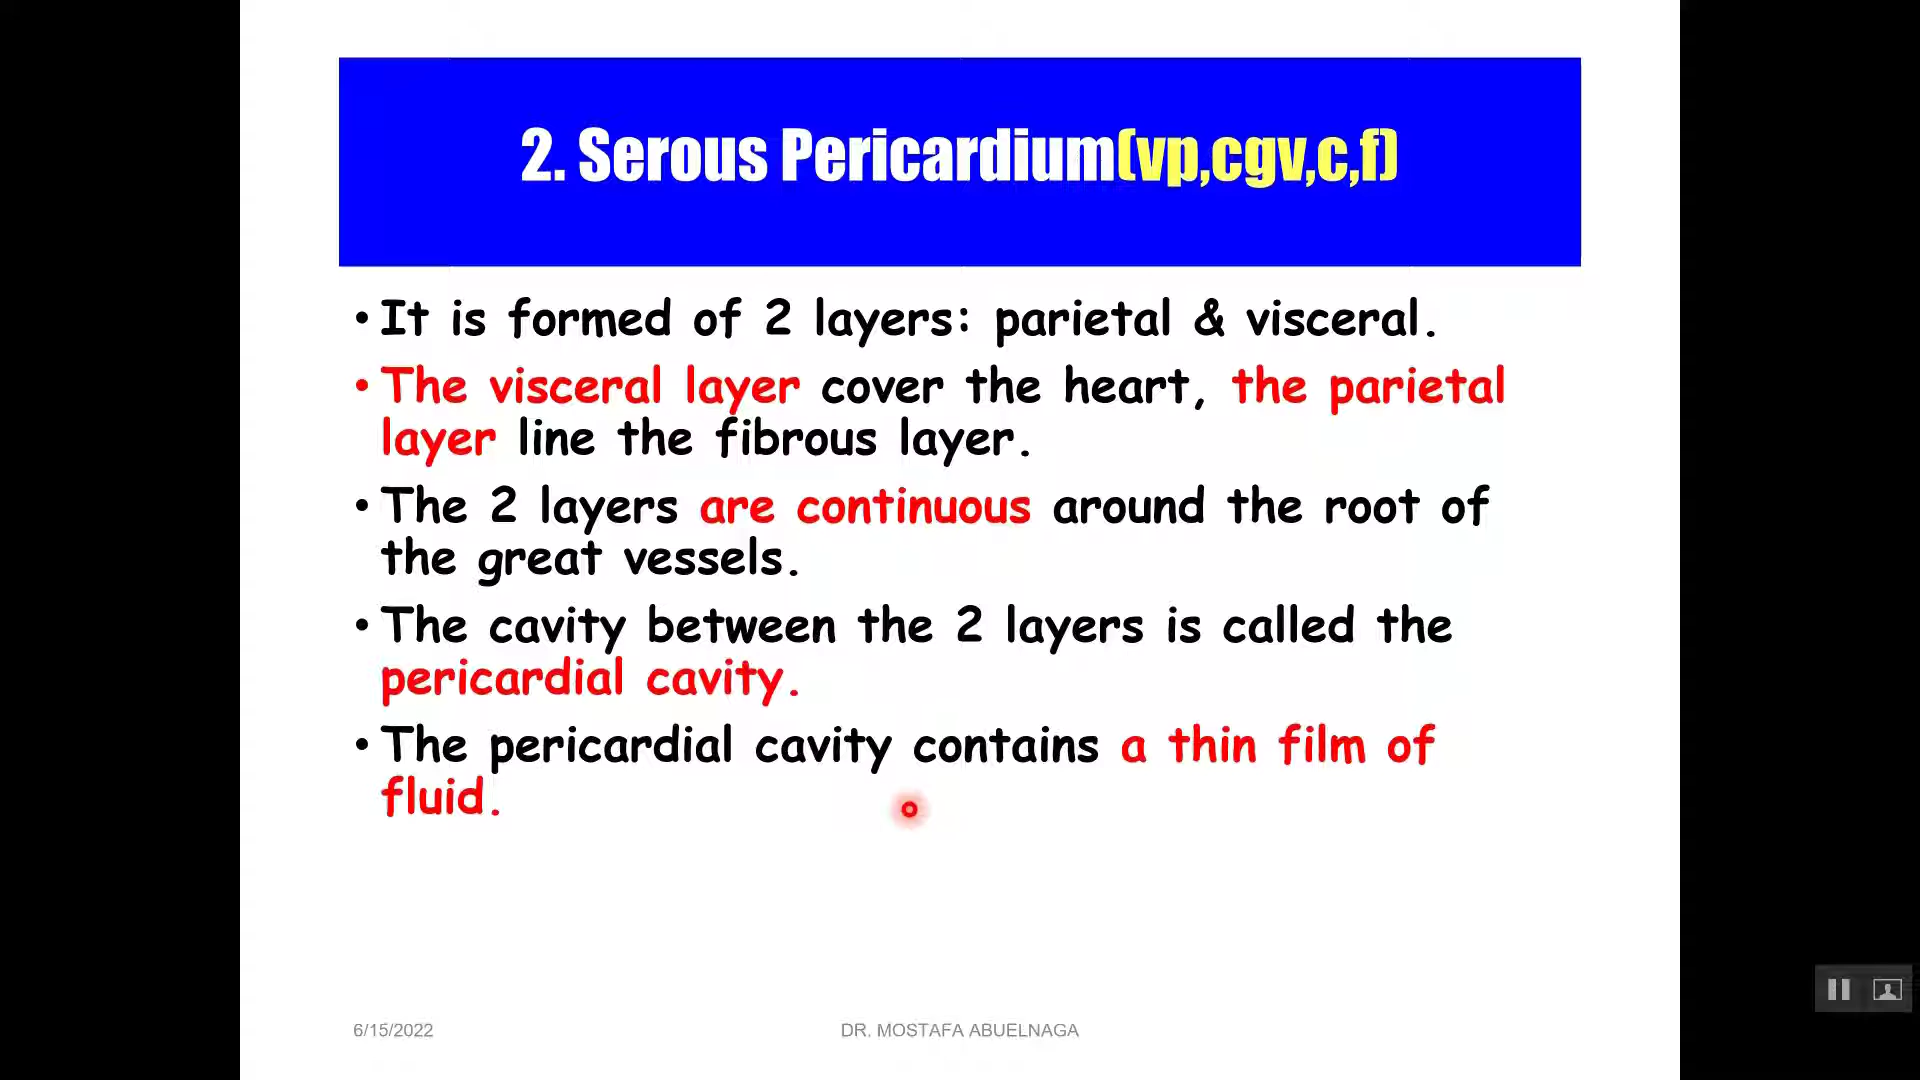 2. Serous Pericardium(vp,cgv,c,f)
• It is formed of 2 layers: parietal & visceral.
• The visceral layer cover the heart, the parietal
layer line the fibrous layer.
• The 2 layers are continuous around the root of
the great vessels.
• The cavity between the 2 layers is called the
pericardial cavity.
• The pericardial cavity contains a thin film of
fluid.
6/15/2022
DR. MOSTAFA ABUELNAGA